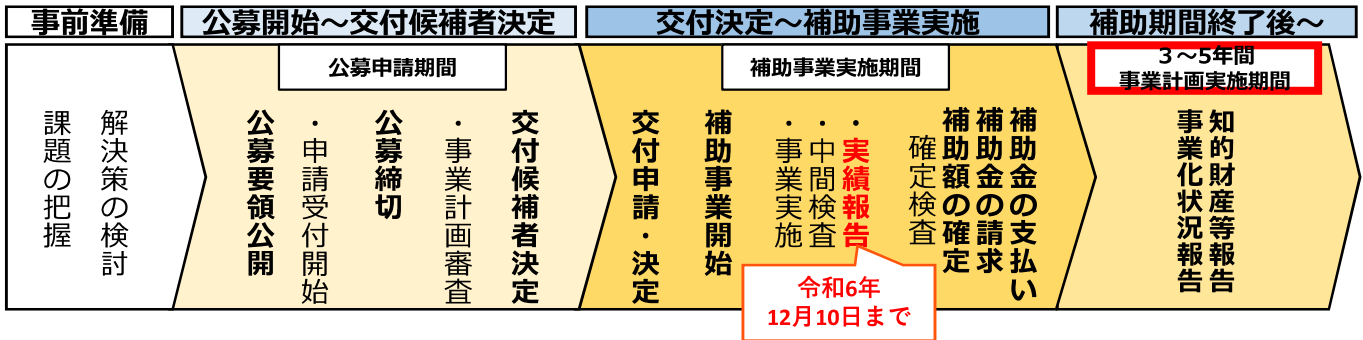 事前準備
公募開始～交付候補者決定
交付決定～補助事業実施
補助期間終了後～
課題の把握
解決策の検討
公募申請期間
公募要領公開
・申請受付開始
公募締切
・事業計画審査
交付候補者決定
補助事業実施期間
交付申請・決定
補助事業開始
・事業実施
・中間検査
・実績報告
令和6年
12月10日まで
確定検査
補助額の確定
補助金の請求
補助金の支払い
３～5年間
事業計画実施期間
事業化状況報告
知的財産等報告